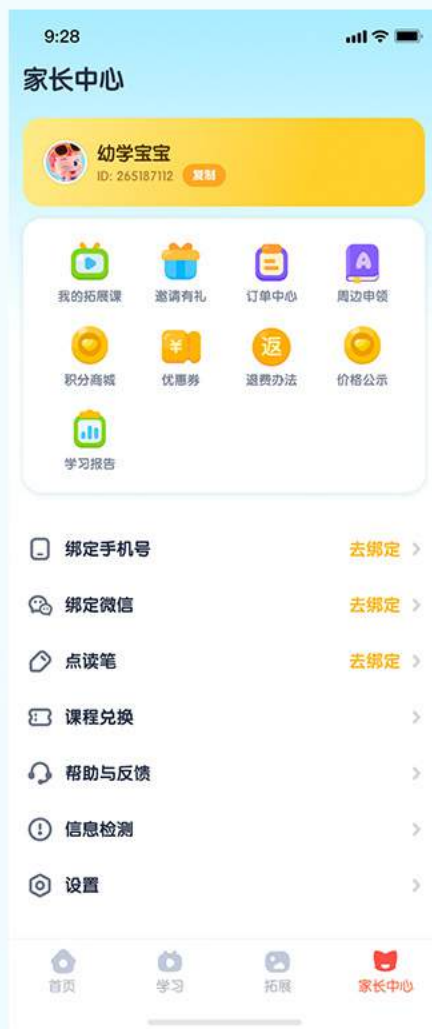 9:28
家长中心
幼学宝宝
ID: 265187112 复制
我的拓展课 邀请有礼 订单中心 周边申领
积分商城 优惠券 退费办法 价格公示
学习报告
绑定手机号 去绑定
绑定微信 去绑定
点读笔 去绑定
课程兑换
帮助与反馈
信息检测
设置
首页 学习 拓展 家长中心